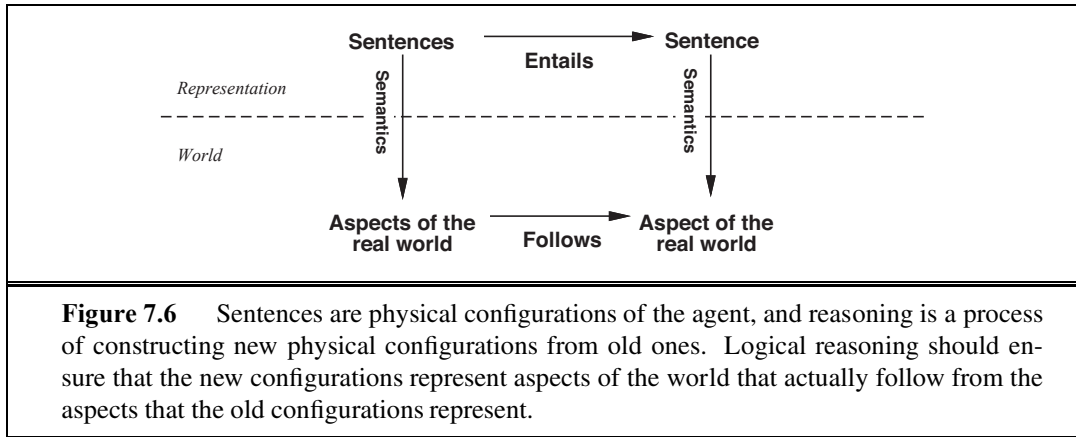 Sentences
Entails
Sentence
Semantics
Semantics
Representation
World
Aspects of the
real world
Follows
Aspect of the
real world
Figure 7.6 Sentences are physical configurations of the agent, and reasoning is a process
of constructing new physical configurations from old ones. Logical reasoning should en-
sure that the new configurations represent aspects of the world that actually follow from the
aspects that the old configurations represent.